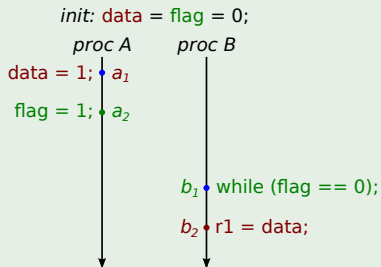 init: data = flag = 0;
proc A proc B
data = 1; a1
flag = 1; a2
b1 while (flag == 0);
b2 r1 = data;